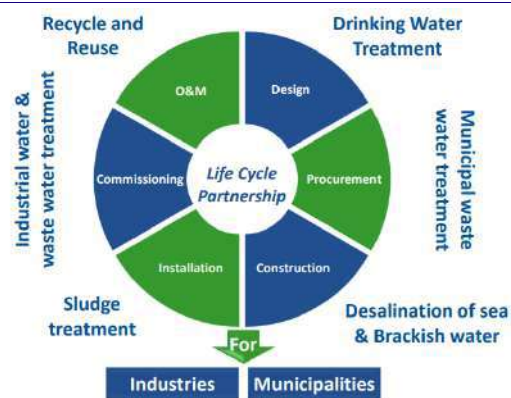 Recycle and
Reuse
Drinking Water
Treatment
O&M
Design
Industrial water &
waste water treatment
Commissioning
Life Cycle
Partnership
Procurement
Municipal waste
water treatment
Installation
Construction
Sludge
treatment
Desalination of sea
& Brackish water
For
Industries
Municipalities